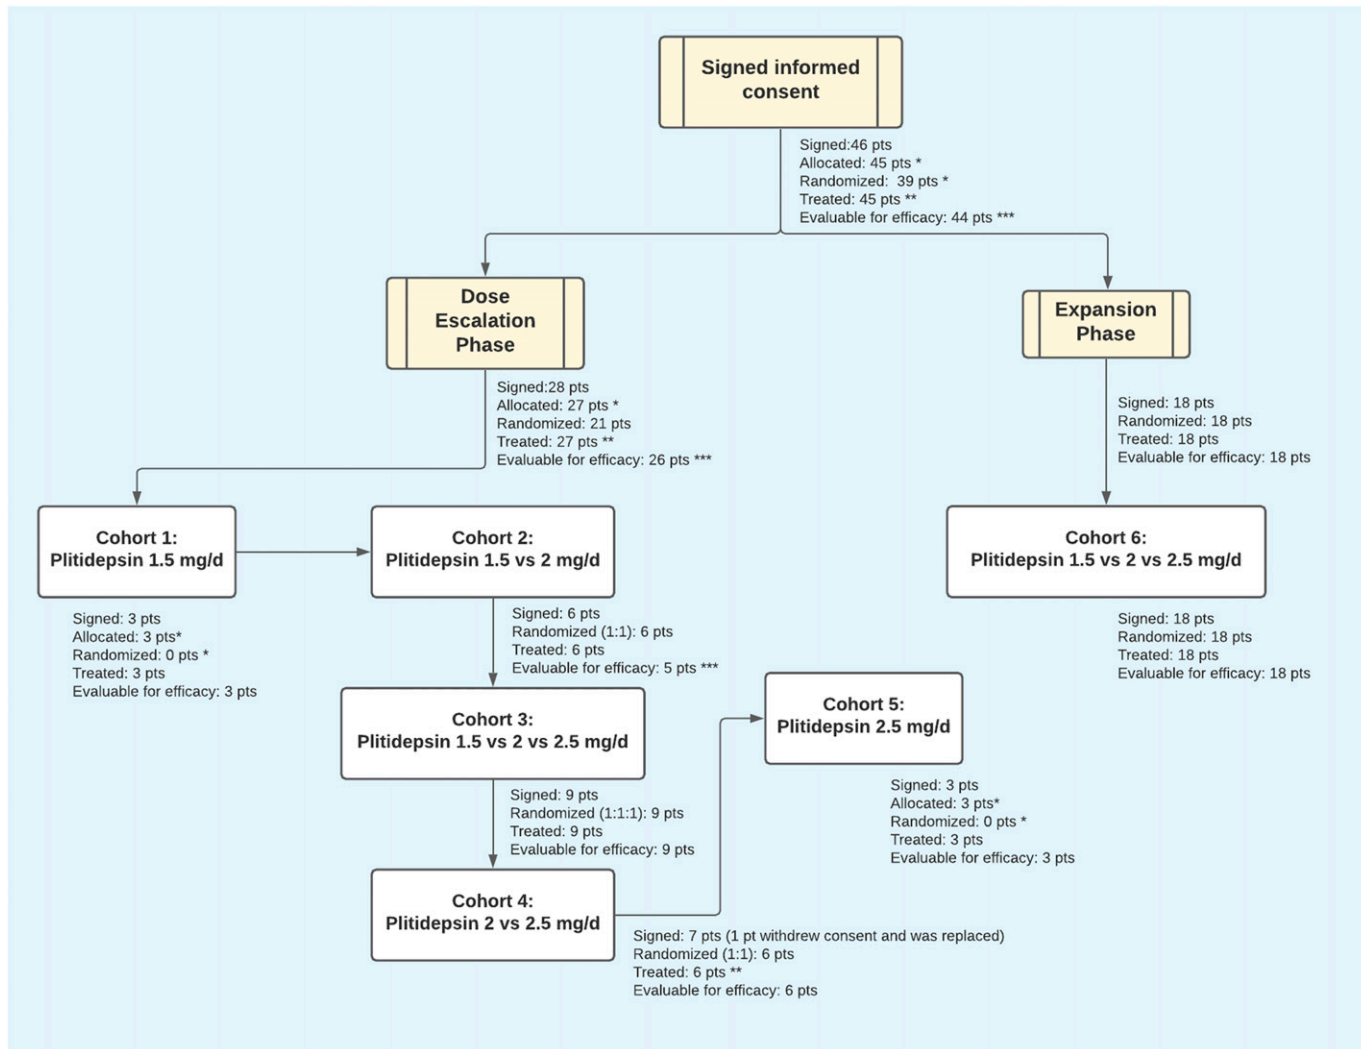 Signed informed
consent
Signed:46 pts
Allocated: 45 pts *
Randomized: 39 pts *
Treated: 45 pts **
Evaluable for efficacy: 44 pts ***
Dose
Escalation
Phase
Signed:28 pts
Allocated: 27 pts *
Randomized: 21 pts
Treated: 27 pts **
Evaluable for efficacy: 26 pts ***
Expansion
Phase
Signed: 18 pts
Randomized: 18 pts
Treated: 18 pts
Evaluable for efficacy: 18 pts
Cohort 1:
Plitidepsin 1.5 mg/d
Signed: 3 pts
Allocated: 3 pts*
Randomized: 0 pts *
Treated: 3 pts
Evaluable for efficacy: 3 pts
Cohort 2:
Plitidepsin 1.5 vs 2 mg/d
Signed: 6 pts
Randomized (1:1): 6 pts
Treated: 6 pts
Evaluable for efficacy: 5 pts ***
Cohort 3:
Plitidepsin 1.5 vs 2 vs 2.5 mg/d
Signed: 9 pts
Randomized (1:1:1): 9 pts
Treated: 9 pts
Evaluable for efficacy: 9 pts
Cohort 4:
Plitidepsin 2 vs 2.5 mg/d
Signed: 7 pts (1 pt withdrew consent and was replaced)
Randomized (1:1): 6 pts
Treated: 6 pts **
Evaluable for efficacy: 6 pts
Cohort 5:
Plitidepsin 2.5 mg/d
Signed: 3 pts
Allocated: 3 pts*
Randomized: 0 pts *
Treated: 3 pts
Evaluable for efficacy: 3 pts
Cohort 6:
Plitidepsin 1.5 vs 2 vs 2.5 mg/d
Signed: 18 pts
Randomized: 18 pts
Treated: 18 pts
Evaluable for efficacy: 18 pts